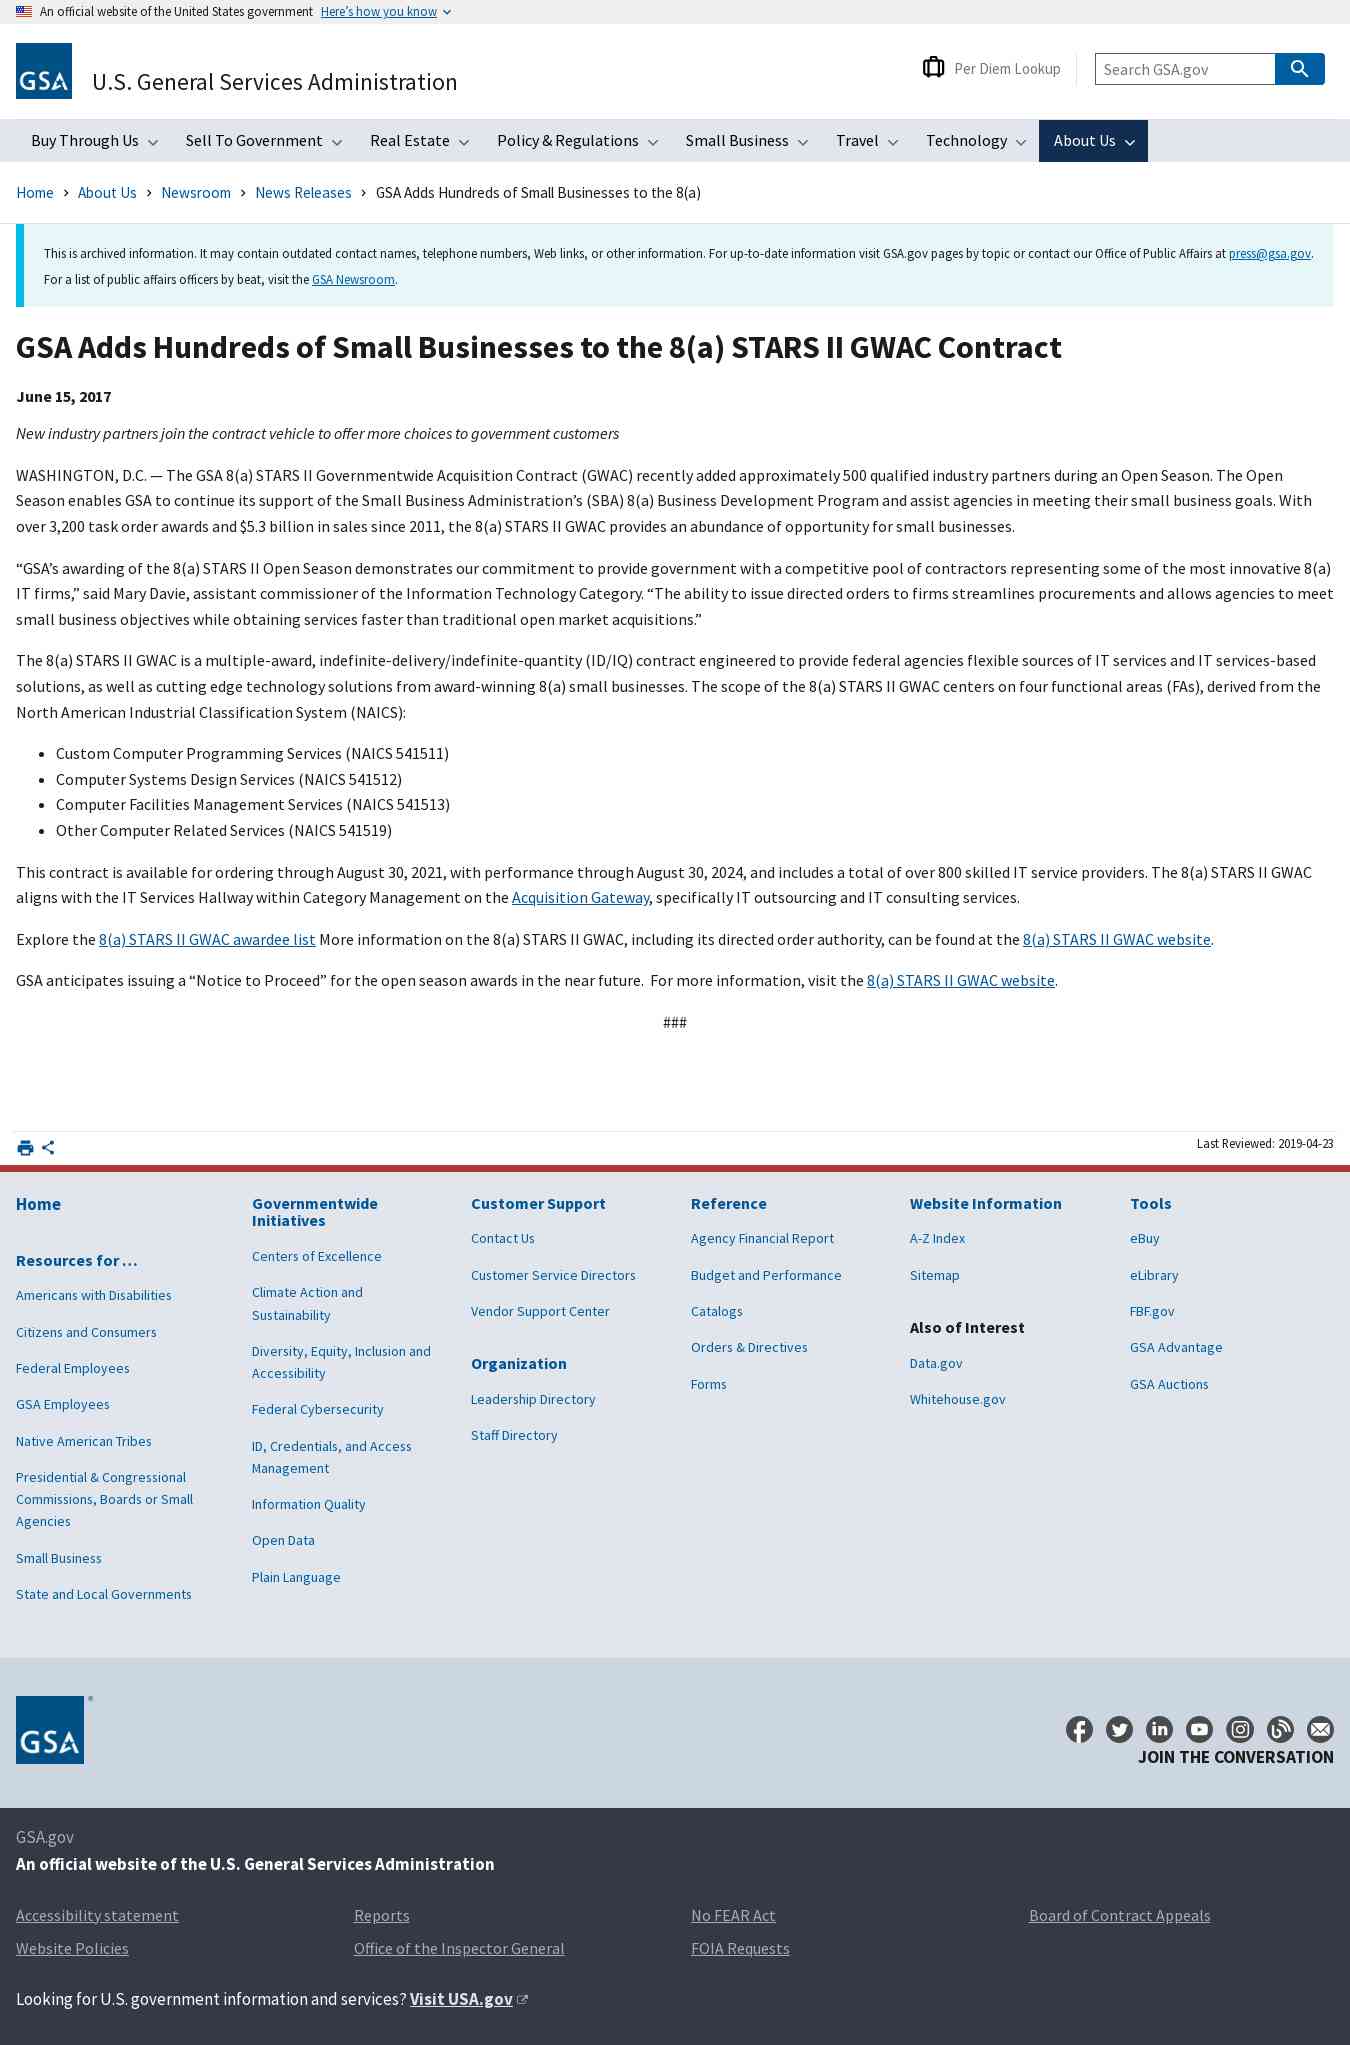 An official website of the United States government Here’s how you know
GSA
U.S. General Services Administration
Per Diem Lookup
Search GSA.gov
Buy Through Us Sell To Government Real Estate Policy & Regulations Small Business Travel Technology About Us
Home About Us Newsroom News Releases GSA Adds Hundreds of Small Businesses to the 8(a)
This is archived information. It may contain outdated contact names, telephone numbers, Web links, or other information. For up-to-date information visit GSA.gov pages by topic or contact our Office of Public Affairs at press@gsa.gov.
For a list of public affairs officers by beat, visit the GSA Newsroom.
GSA Adds Hundreds of Small Businesses to the 8(a) STARS II GWAC Contract
June 15, 2017
New industry partners join the contract vehicle to offer more choices to government customers
WASHINGTON, D.C. — The GSA 8(a) STARS II Governmentwide Acquisition Contract (GWAC) recently added approximately 500 qualified industry partners during an Open Season. The Open
Season enables GSA to continue its support of the Small Business Administration’s (SBA) 8(a) Business Development Program and assist agencies in meeting their small business goals. With
over 3,200 task order awards and $5.3 billion in sales since 2011, the 8(a) STARS II GWAC provides an abundance of opportunity for small businesses.
“GSA’s awarding of the 8(a) STARS II Open Season demonstrates our commitment to provide government with a competitive pool of contractors representing some of the most innovative 8(a)
IT firms,” said Mary Davie, assistant commissioner of the Information Technology Category. “The ability to issue directed orders to firms streamlines procurements and allows agencies to meet
small business objectives while obtaining services faster than traditional open market acquisitions.”
The 8(a) STARS II GWAC is a multiple-award, indefinite-delivery/indefinite-quantity (ID/IQ) contract engineered to provide federal agencies flexible sources of IT services and IT services-based
solutions, as well as cutting edge technology solutions from award-winning 8(a) small businesses. The scope of the 8(a) STARS II GWAC centers on four functional areas (FAs), derived from the
North American Industrial Classification System (NAICS):
• Custom Computer Programming Services (NAICS 541511)
• Computer Systems Design Services (NAICS 541512)
• Computer Facilities Management Services (NAICS 541513)
• Other Computer Related Services (NAICS 541519)
This contract is available for ordering through August 30, 2021, with performance through August 30, 2024, and includes a total of over 800 skilled IT service providers. The 8(a) STARS II GWAC
aligns with the IT Services Hallway within Category Management on the Acquisition Gateway, specifically IT outsourcing and IT consulting services.
Explore the 8(a) STARS II GWAC awardee list More information on the 8(a) STARS II GWAC, including its directed order authority, can be found at the 8(a) STARS II GWAC website.
GSA anticipates issuing a “Notice to Proceed” for the open season awards in the near future. For more information, visit the 8(a) STARS II GWAC website.
###
Last Reviewed: 2019-04-23
Home
Resources for …
Americans with Disabilities
Citizens and Consumers
Federal Employees
GSA Employees
Native American Tribes
Presidential & Congressional
Commissions, Boards or Small
Agencies
Small Business
State and Local Governments
Governmentwide
Initiatives
Centers of Excellence
Climate Action and
Sustainability
Diversity, Equity, Inclusion and
Accessibility
Federal Cybersecurity
ID, Credentials, and Access
Management
Information Quality
Open Data
Plain Language
Customer Support
Contact Us
Customer Service Directors
Vendor Support Center
Organization
Leadership Directory
Staff Directory
Reference
Agency Financial Report
Budget and Performance
Catalogs
Orders & Directives
Forms
Website Information
A-Z Index
Sitemap
Also of Interest
Data.gov
Whitehouse.gov
Tools
eBuy
eLibrary
FBF.gov
GSA Advantage
GSA Auctions
GSA ®
JOIN THE CONVERSATION
GSA.gov
An official website of the U.S. General Services Administration
Accessibility statement Reports No FEAR Act Board of Contract Appeals
Website Policies Office of the Inspector General FOIA Requests
Looking for U.S. government information and services? Visit USA.gov